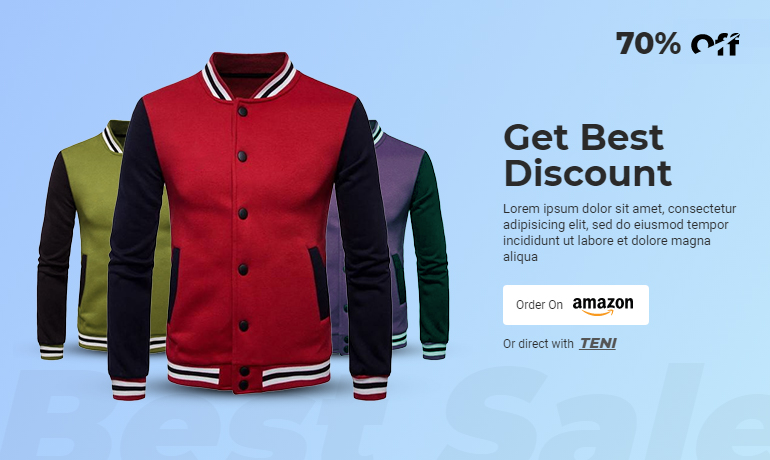 70% Off
Get Best
Discount
Lorem ipsum dolor sit amet, consectetur
adipisicing elit, sed do eiusmod tempor
incididunt ut labore et dolore magna
aliqua
Order On amazon
Or direct with TENI
Best Sale